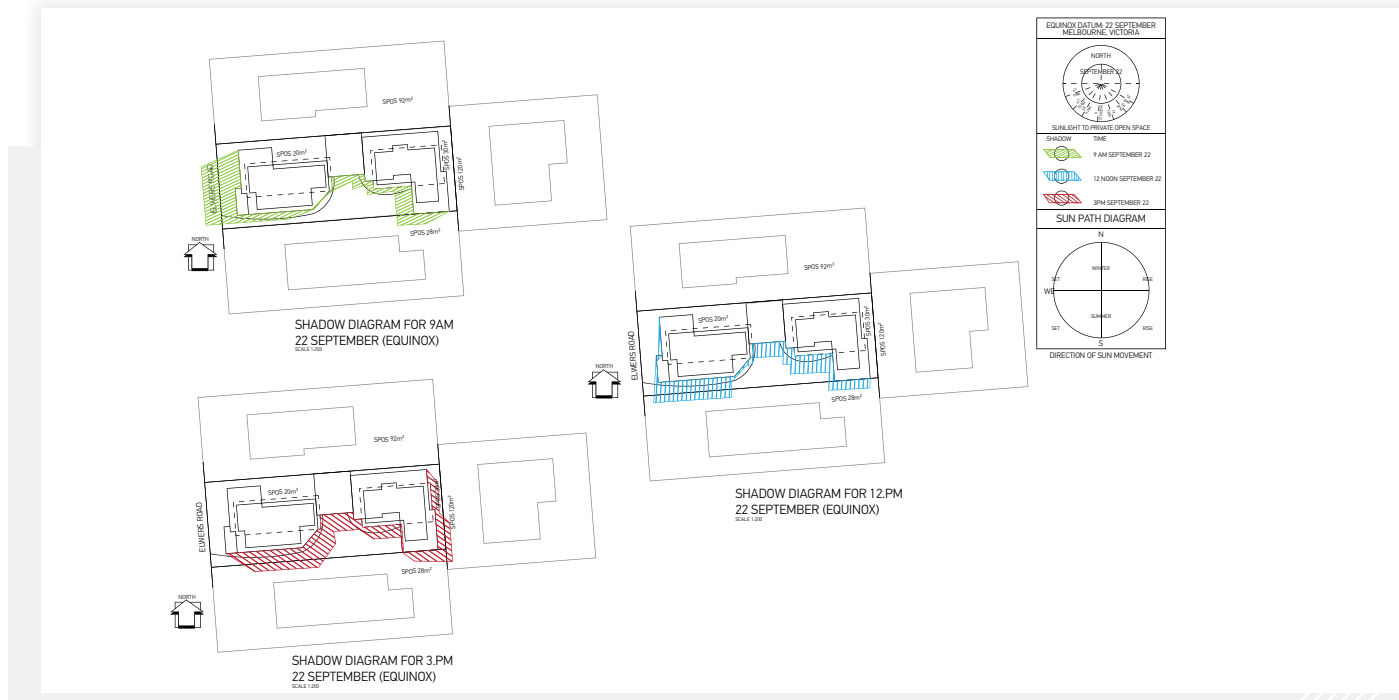 SPOS 92m²
SPOS 20m²
SPOS 30m²
SPOS 120m²
ELWERS ROAD
SPOS 28m²
NORTH
SHADOW DIAGRAM FOR 9AM
22 SEPTEMBER (EQUINOX)
SCALE 1:200
SPOS 92m²
SPOS 20m²
SPOS 30m²
SPOS 120m²
ELWERS ROAD
SPOS 28m²
NORTH
SHADOW DIAGRAM FOR 12.PM
22 SEPTEMBER (EQUINOX)
SCALE 1:200
SPOS 92m²
SPOS 20m²
SPOS 120m²
ELWERS ROAD
SPOS 28m²
NORTH
SHADOW DIAGRAM FOR 3.PM
22 SEPTEMBER (EQUINOX)
SCALE 1:200
EQUINOX DATUM: 22 SEPTEMBER
MELBOURNE, VICTORIA
NORTH
SEPTEMBER 22
SUNLIGHT TO PRIVATE OPEN SPACE
SHADOW TIME
9 AM SEPTEMBER 22
12 NOON SEPTEMBER 22
3PM SEPTEMBER 22
SUN PATH DIAGRAM
N
WINTER
SET RISE
WE
SUMMER
SET RISE
S
DIRECTION OF SUN MOVEMENT